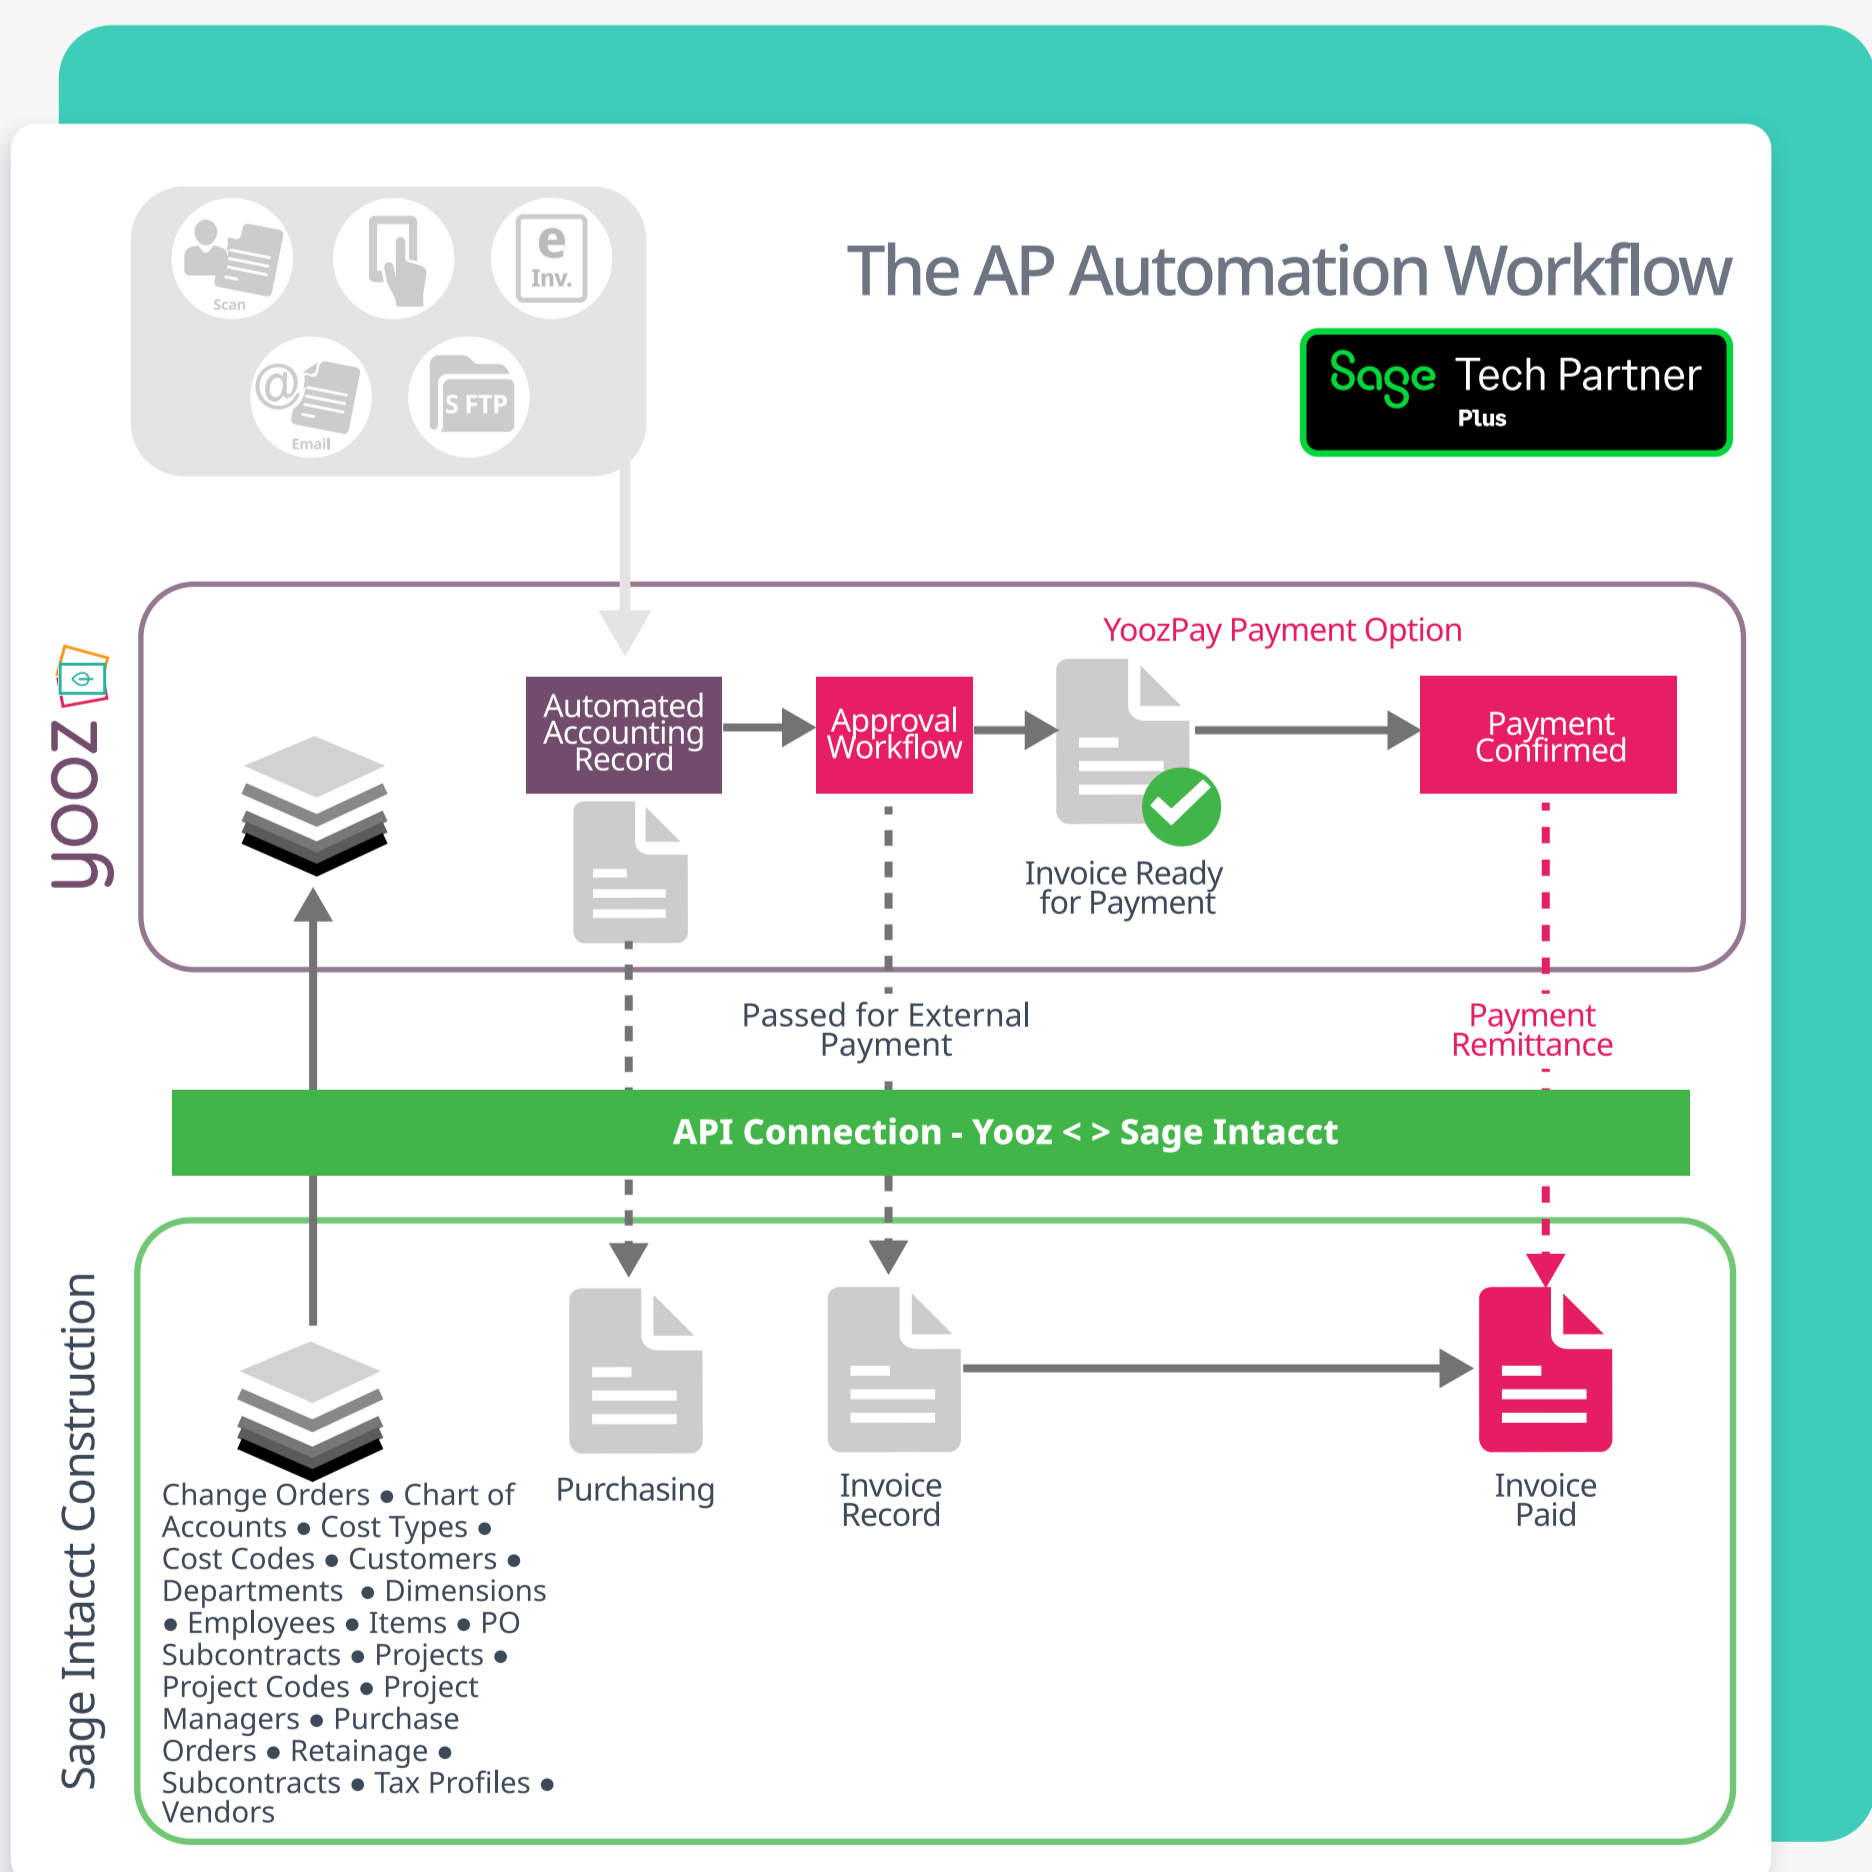 The AP Automation Workflow
Sage Tech Partner
Plus
Scan
e
Inv.
@
Email
S FTP
yooz
YoozPay Payment Option
Automated
Accounting
Record
Approval
Workflow
Payment
Confirmed
Invoice Ready
for Payment
Passed for External
Payment
Payment
Remittance
API Connection - Yooz < > Sage Intacct
Sage Intacct Construction
Purchasing
Invoice
Record
Invoice
Paid
Change Orders ● Chart of
Accounts ● Cost Types ●
Cost Codes ● Customers ●
Departments ● Dimensions
● Employees ● Items ● PO
Subcontracts ● Projects ●
Project Codes ● Project
Managers ● Purchase
Orders ● Retainage ●
Subcontracts ● Tax Profiles ●
Vendors